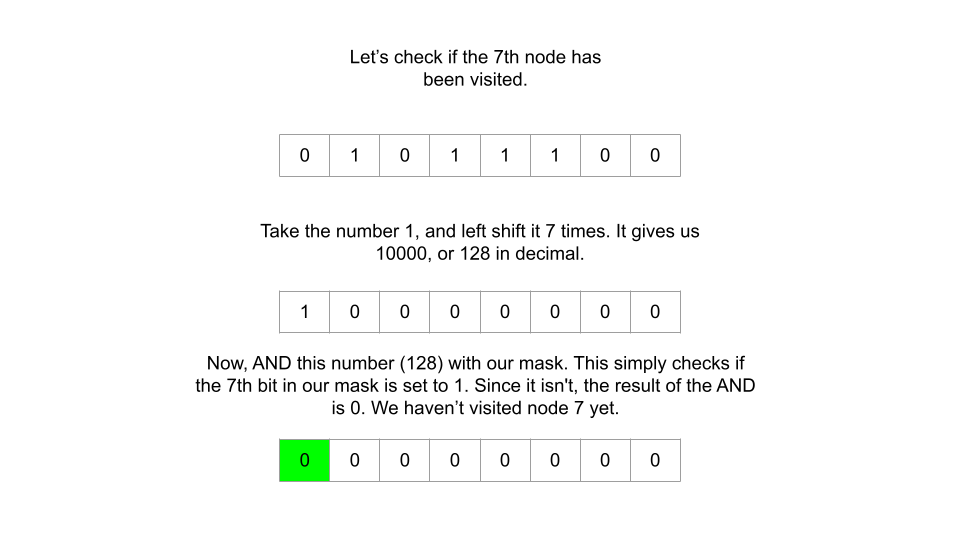 Let’s check if the 7th node has
been visited.
0 1 0 1 1 1 0 0
Take the number 1, and left shift it 7 times. It gives us
10000, or 128 in decimal.
1 0 0 0 0 0 0 0
Now, AND this number (128) with our mask. This simply checks if
the 7th bit in our mask is set to 1. Since it isn't, the result of the AND
is 0. We haven’t visited node 7 yet.
0 0 0 0 0 0 0 0